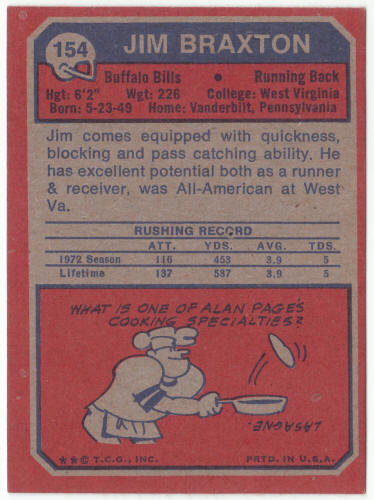 154
JIM BRAXTON
Buffalo Bills ● Running Back
Hgt: 6'2" Wgt: 226 College: West Virginia
Born: 5-23-49 Home: Vanderbilt, Pennsylvania
Jim comes equipped with quickness,
blocking and pass catching ability. He
has excellent potential both as a runner
& receiver, was All-American at West
Va.
RUSHING RECORD
ATT. YDS. AVG. TDS.
1972 Season 116 453 3.9 5
Lifetime 137 537 3.9 5
WHAT IS ONE OF ALAN PAGE'S
COOKING SPECIALTIES?
LASAGNE.
**© T.C.G., INC. PRTD. IN U.S.A.